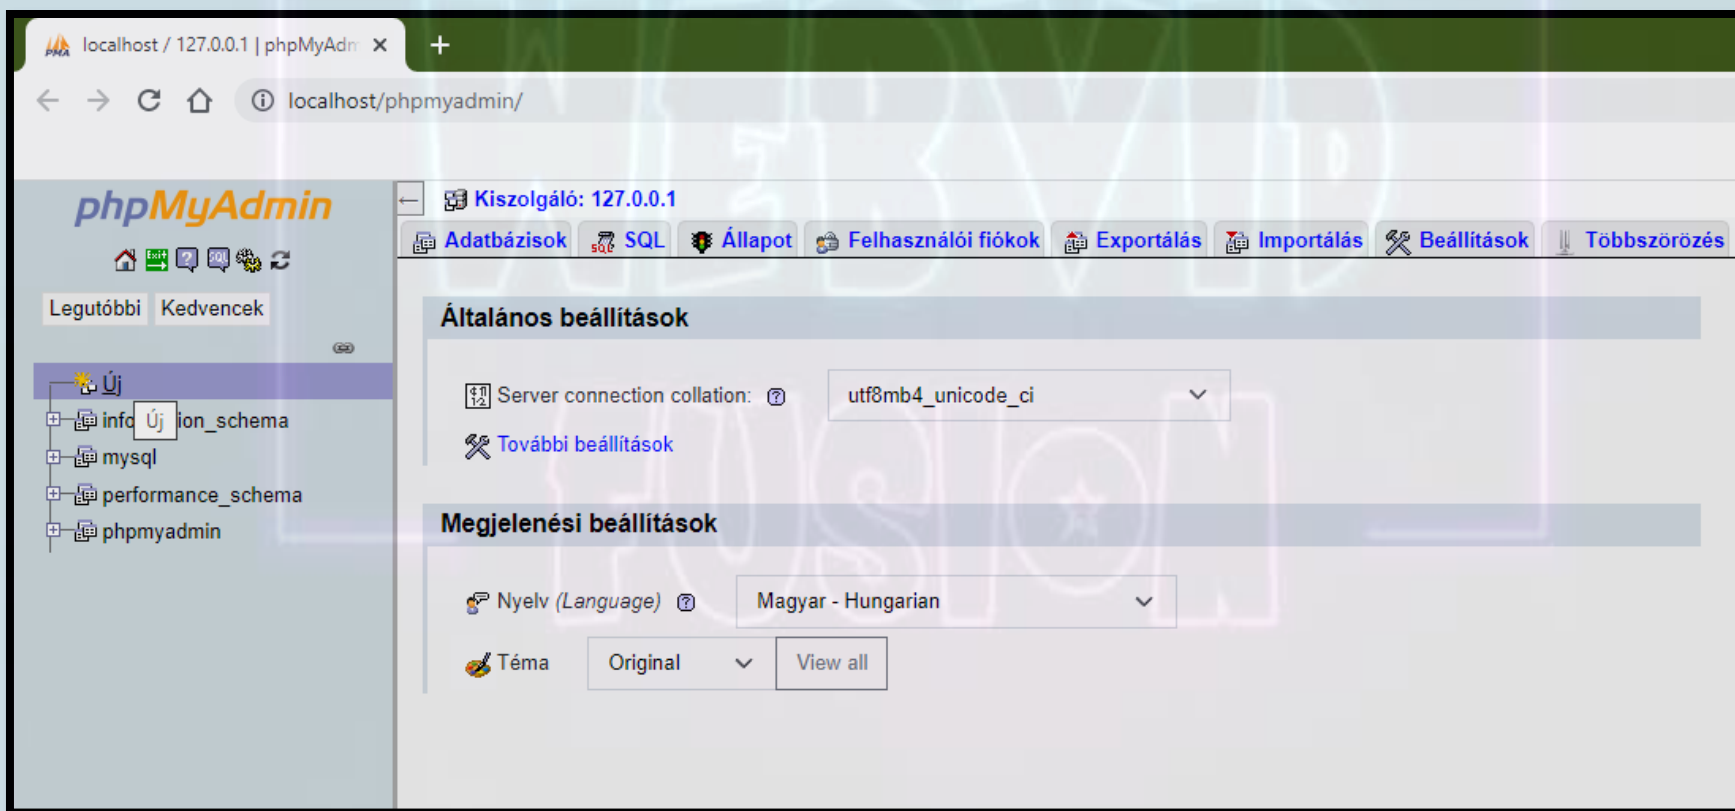 localhost / 127.0.0.1 | phpMyAdm
localhost/phpmyadmin/
phpMyAdmin
Kiszolgáló: 127.0.0.1
Adatbázisok SQL Állapot Felhasználói fiókok Exportálás Importálás Beállítások Többszörözés
Legutóbbi Kedvencek
Új
Új
mysql
performance_schema
phpmyadmin
Általános beállítások
Server connection collation: utf8mb4_unicode_ci
További beállítások
Megjelenési beállítások
Nyelv (Language) Magyar - Hungarian
Téma Original View all
WEBVD
FUSION